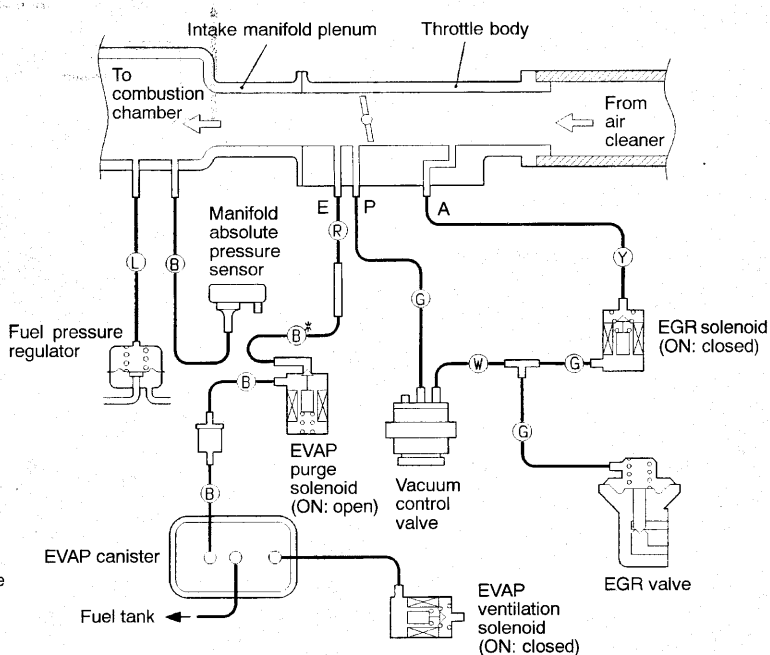 Intake manifold plenum
Throttle body
To
combustion
chamber
From
air
cleaner
E
P
A
Manifold
absolute
pressure
sensor
R
L
B
Y
G
B*
Fuel pressure
regulator
EGR solenoid
(ON: closed)
W
G
B
G
EVAP
purge
solenoid
(ON: open)
Vacuum
control
valve
B
EVAP canister
EGR valve
e
Fuel tank
EVAP
ventilation
solenoid
(ON: closed)